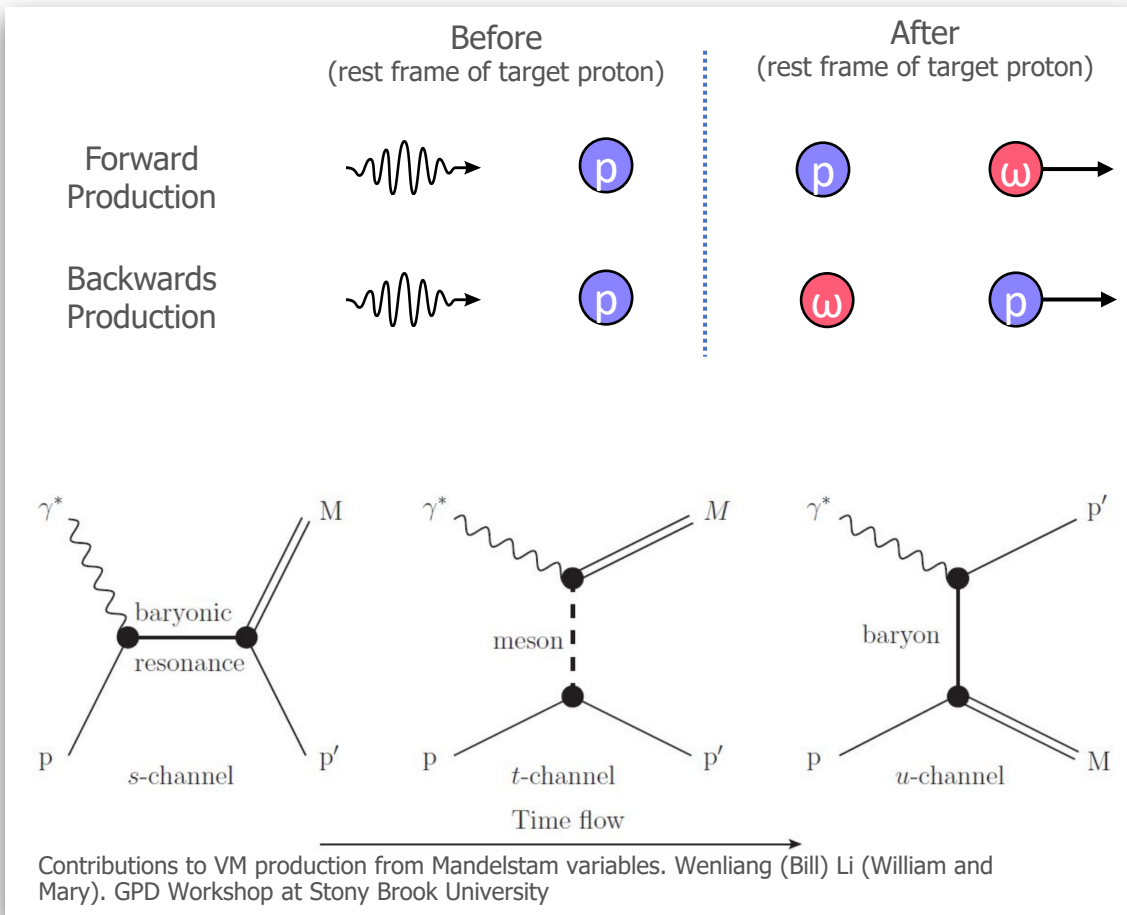 Before
(rest frame of target proton)
After
(rest frame of target proton)
Forward
Production
p
p
ω
Backwards
Production
p
ω
p
γ*
M
baryonic
resonance
p
p′
s-channel
γ*
M
meson
p
p′
t-channel
γ*
p′
baryon
p
M
u-channel
Time flow
Contributions to VM production from Mandelstam variables. Wenliang (Bill) Li (William and
Mary). GPD Workshop at Stony Brook University